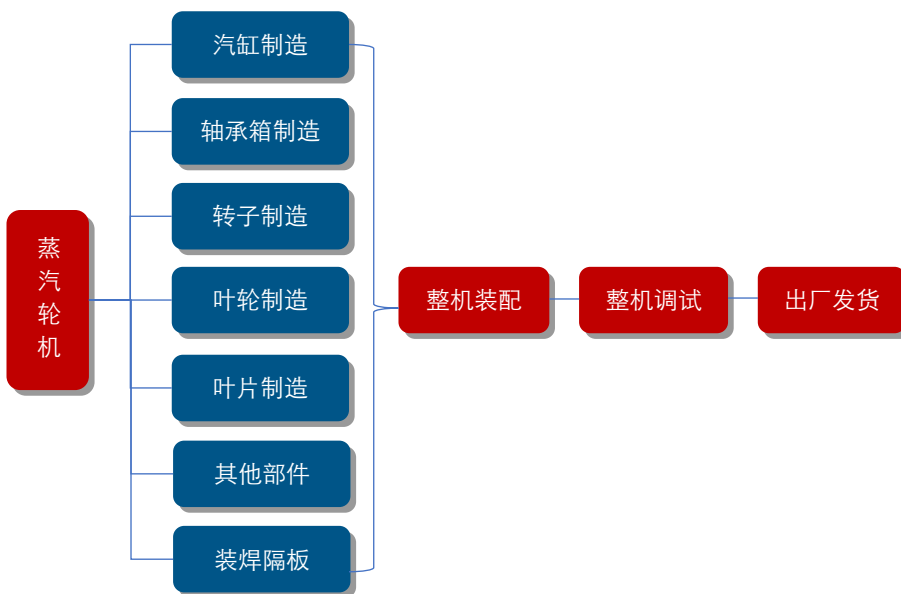 蒸汽轮机
汽缸制造
轴承箱制造
转子制造
叶轮制造
叶片制造
其他部件
装焊隔板
整机装配
整机调试
出厂发货